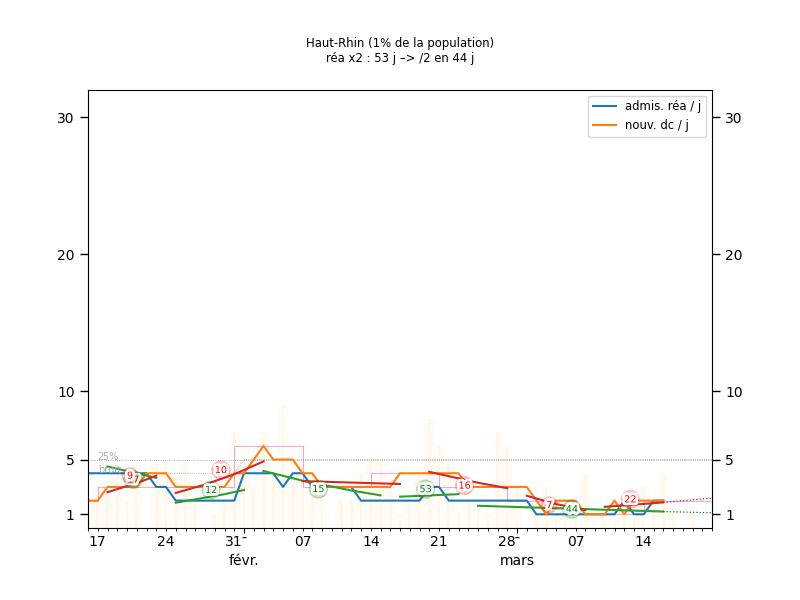 Haut-Rhin (1% de la population)
réa x2 : 53 j –> /2 en 44 j
admis. réa / j
nouv. dc / j
30 30
20 20
10 10
5 5
1 1
25%
9
10
12
15
53
16
7
44
22
17 24 31 07 14 21 28 07 14
févr. mars